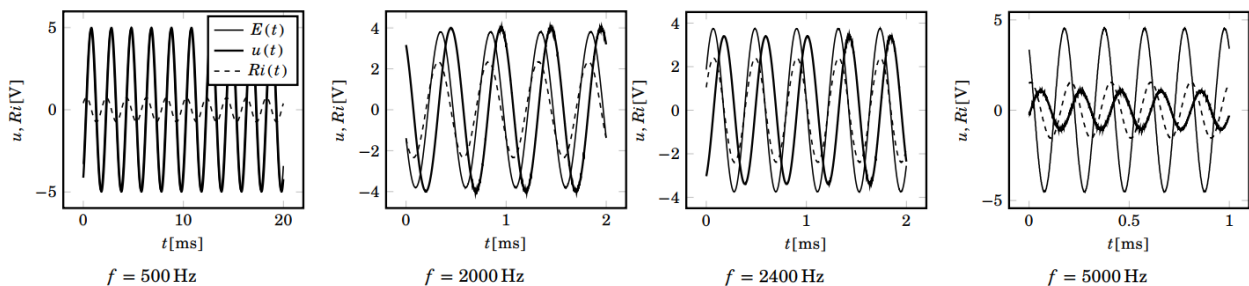 5
0
−5
u, Ri[V]
E(t)
u(t)
Ri(t)
0
10
20
t[ms]
f = 500 Hz
4
2
0
−2
−4
u, Ri[V]
0
1
2
t[ms]
f = 2000 Hz
4
2
0
−2
−4
u, Ri[V]
0
1
2
t[ms]
f = 2400 Hz
5
0
−5
u, Ri[V]
0
0.5
1
t[ms]
f = 5000 Hz